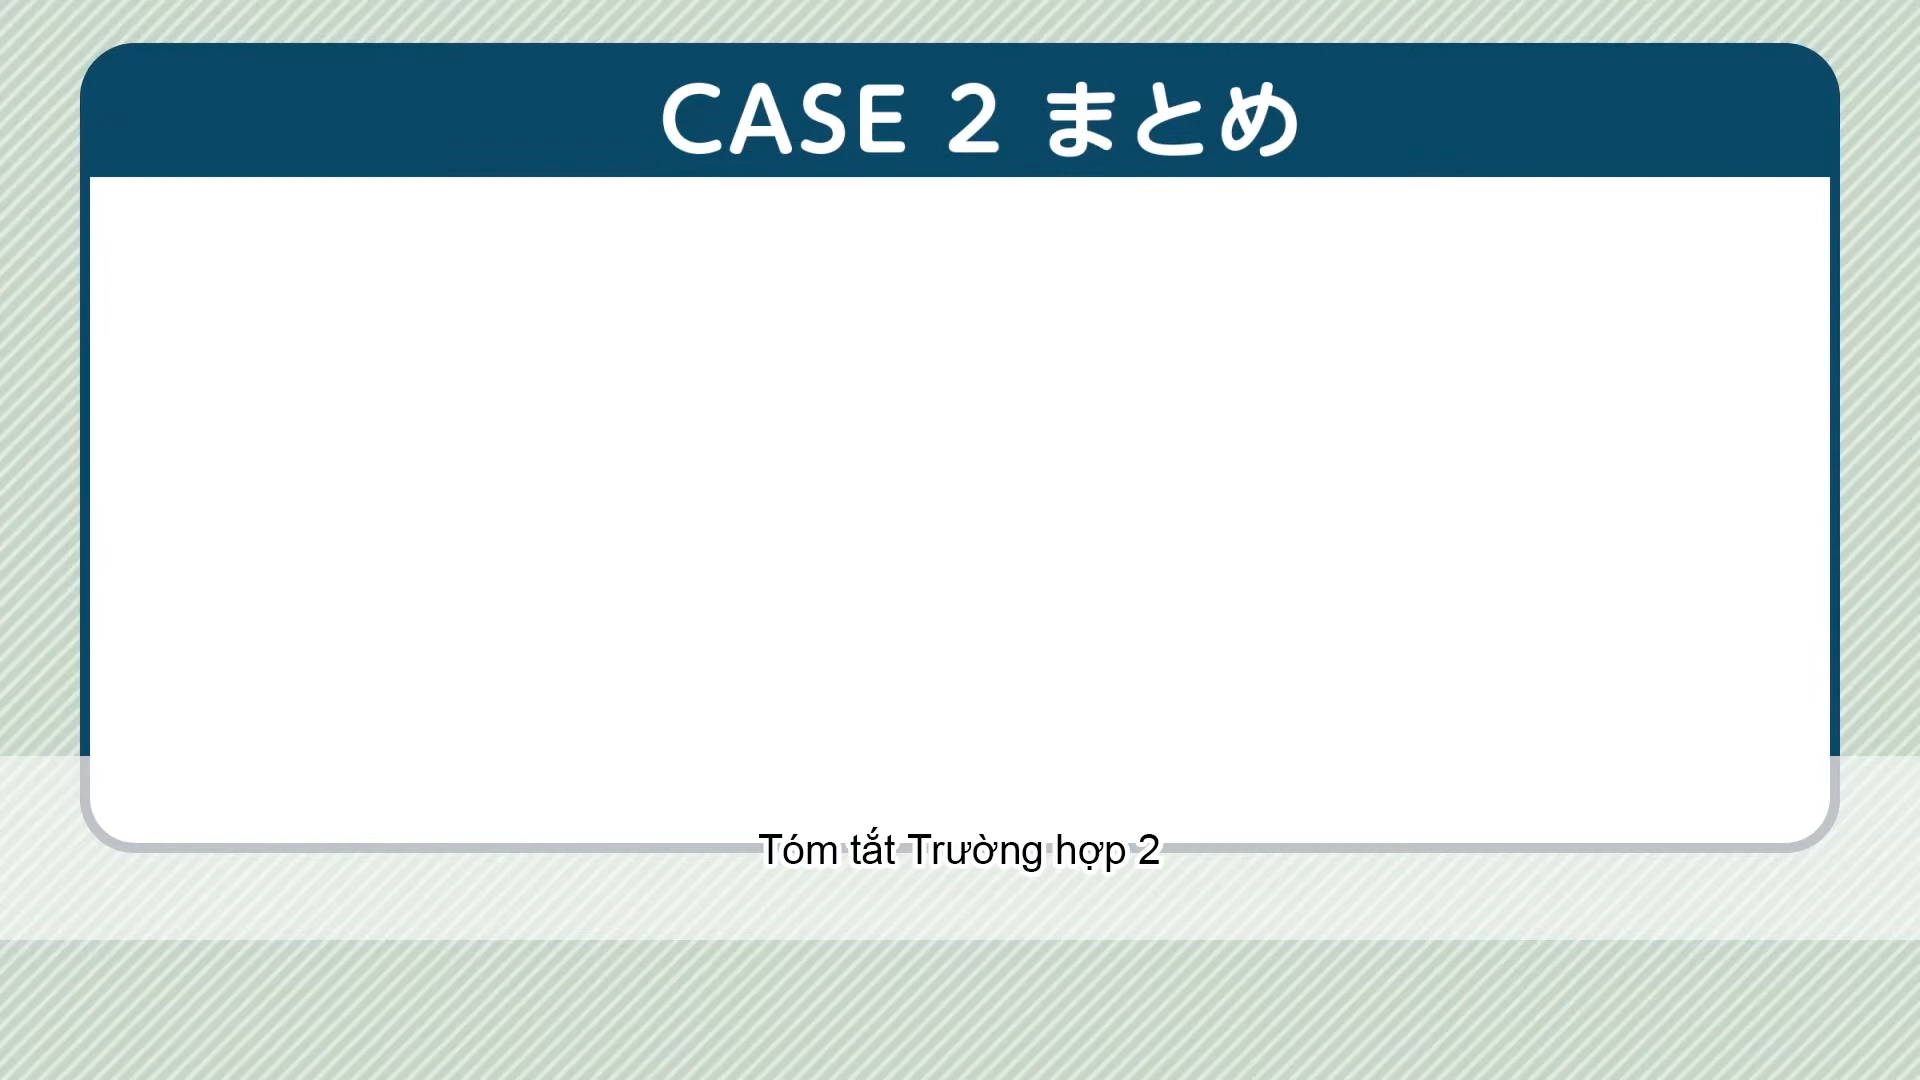 CASE 2 まとめ
Tóm tắt Trường hợp 2